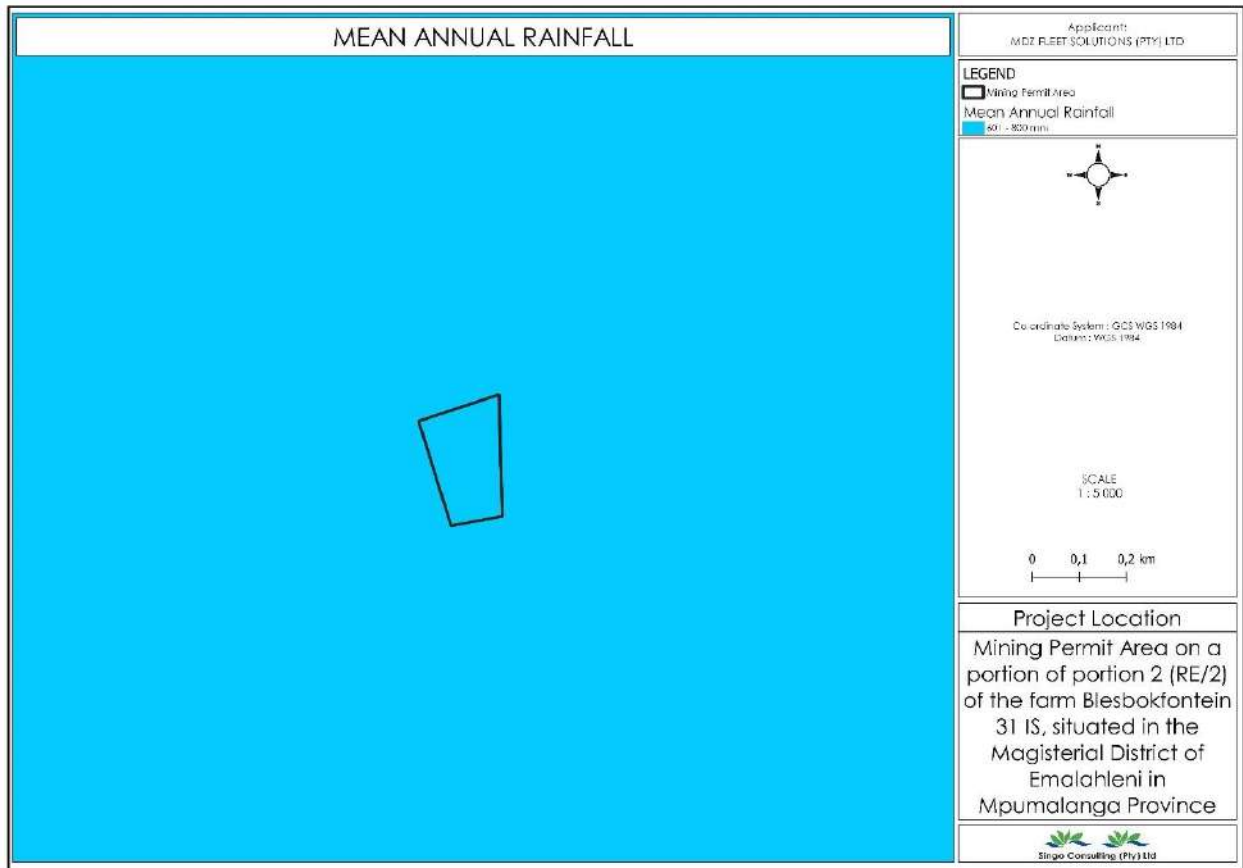 MEAN ANNUAL RAINFALL
Applicant:
MDZ FLEET SOLUTIONS (PTY) LTD
LEGEND
Mining Permit Area
Mean Annual Rainfall
601 - 800 mm
N
W
E
S
Co-ordinate System : GCS WGS 1984
Datum : WGS 1984
SCALE
1 : 5 000
0 0,1 0,2 km
Project Location
Mining Permit Area on a
portion of portion 2 (RE/2)
of the farm Blesbokfontein
31 IS, situated in the
Magisterial District of
Emalahleni in
Mpumalanga Province
Singo Consulting (Pty) Ltd